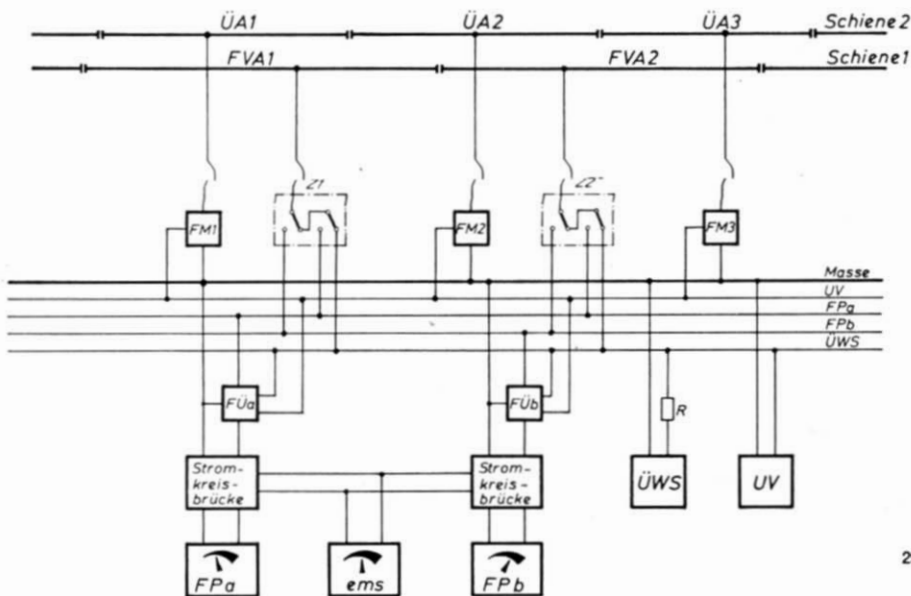 ÜA1 ÜA2 ÜA3 Schiene 2
FVA1 FVA2 Schiene 1
Z1 Z2
FM1 FM2 FM3
Masse
UV
FPa
FPb
ÜWS
FÜa FÜb R
Strom-
kreis-
brücke
Strom-
kreis-
brücke
ÜWS UV
FPa ems FPb
2